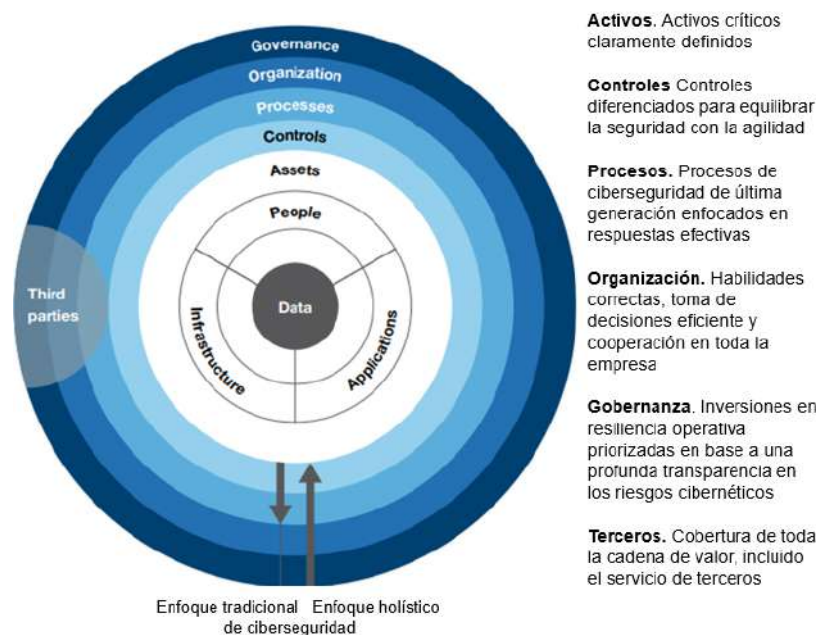 Governance
Organization
Processes
Controls
Assets
People
Data
Infrastructure
Applications
Third
parties
Enfoque tradicional Enfoque holístico
de ciberseguridad
Activos. Activos críticos
claramente definidos
Controles Controles
diferenciados para equilibrar
la seguridad con la agilidad
Procesos. Procesos de
ciberseguridad de última
generación enfocados en
respuestas efectivas
Organización. Habilidades
correctas, toma de
decisiones eficiente y
cooperación en toda la
empresa
Gobernanza. Inversiones en
resiliencia operativa
priorizadas en base a una
profunda transparencia en
los riesgos cibernéticos
Terceros. Cobertura de toda
la cadena de valor, incluido
el servicio de terceros